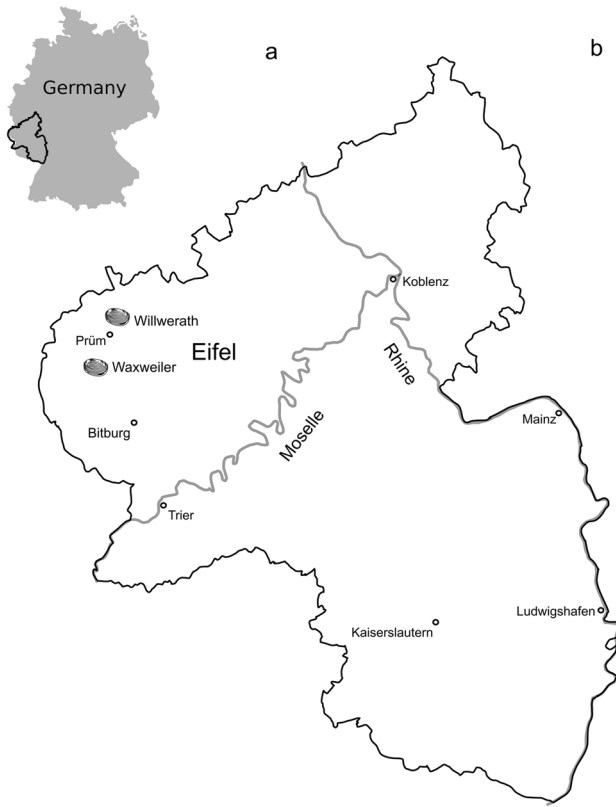 a
b
Germany
Koblenz
Willwerath
Prüm
Eifel
Rhine
Waxweiler
Mainz
Bitburg
Moselle
Trier
Ludwigshafen
Kaiserslautern